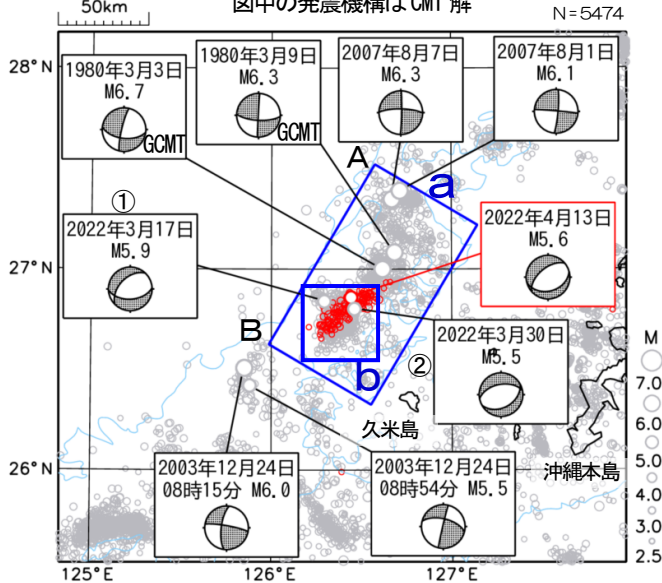 50km
図中の発震機構は CMT 解
N=5474
28°N
1980年3月3日
M6.7
GCMT
1980年3月9日
M6.3
GCMT
2007年8月7日
M6.3
2007年8月1日
M6.1
A
a
①
2022年3月17日
M5.9
2022年4月13日
M5.6
27°N
B
b
②
2022年3月30日
M5.5
久米島
沖縄本島
26°N
2003年12月24日
08時15分 M6.0
2003年12月24日
08時54分 M5.5
M
7.0
6.0
5.0
4.0
3.0
2.5
125°E
126°E
127°E